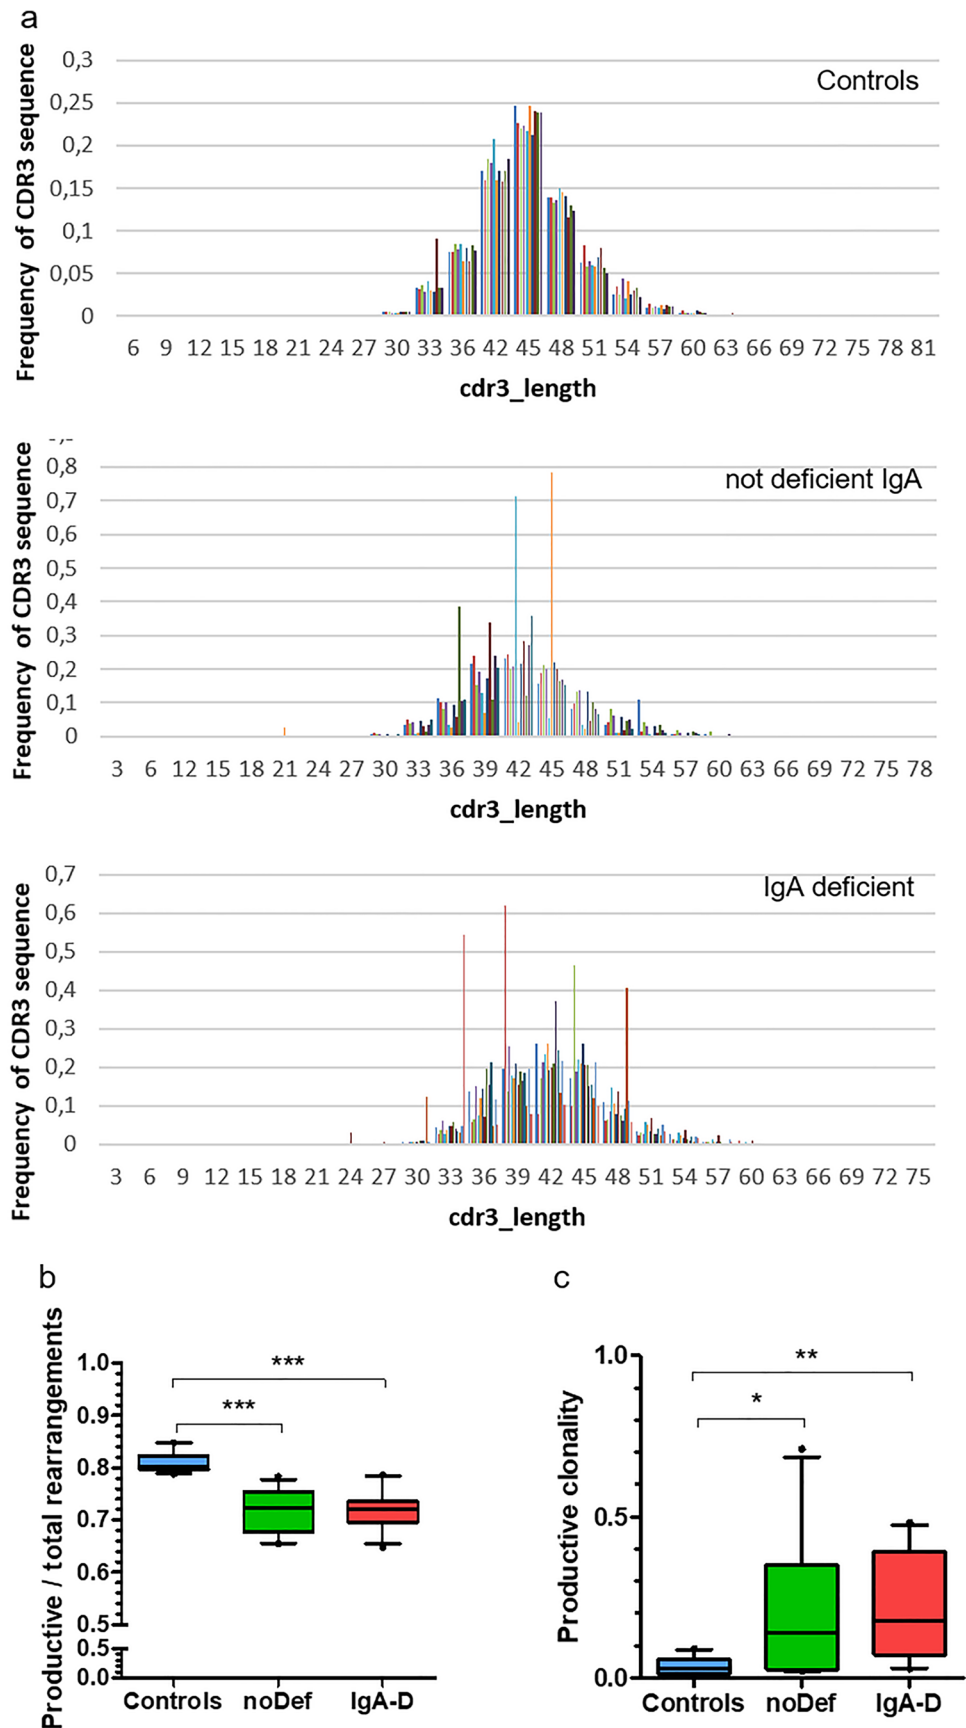 a
Frequency of CDR3 sequence
0,3
0,25
0,2
0,15
0,1
0,05
0
Controls
6 9 12 15 18 21 24 27 30 33 36 42 45 48 51 54 57 60 63 66 69 72 75 78 81
cdr3_length
Frequency of CDR3 sequence
0,8
0,7
0,6
0,5
0,4
0,3
0,2
0,1
0
not deficient IgA
3 6 12 15 18 21 24 27 30 33 36 39 42 45 48 51 54 57 60 63 66 69 72 75 78
cdr3_length
Frequency of CDR3 sequence
0,7
0,6
0,5
0,4
0,3
0,2
0,1
0
IgA deficient
3 6 9 12 15 18 21 24 27 30 33 36 39 42 45 48 51 54 57 60 63 66 69 72 75
cdr3_length
b
Productive / total rearrangements
1.0
0.9
0.8
0.7
0.6
0.5
0.5
0.0
***
***
Controls noDef IgA-D
c
Productive clonality
1.0
0.5
0.0
**
*
Controls noDef IgA-D